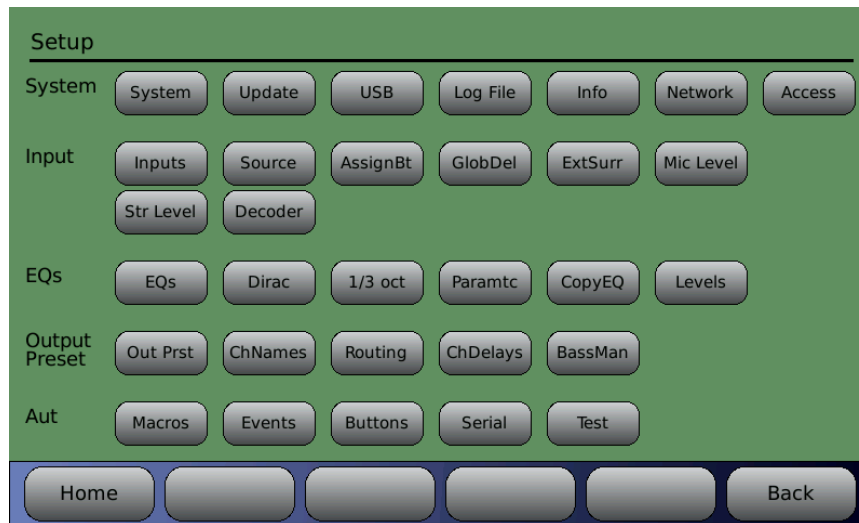 Setup
System System Update USB Log File Info Network Access
Input Inputs Source AssignBt GlobDel ExtSurr Mic Level
Str Level Decoder
EQs EQs Dirac 1/3 oct Paramtc CopyEQ Levels
Output
Preset Out Prst ChNames Routing ChDelays BassMan
Aut Macros Events Buttons Serial Test
Home Back